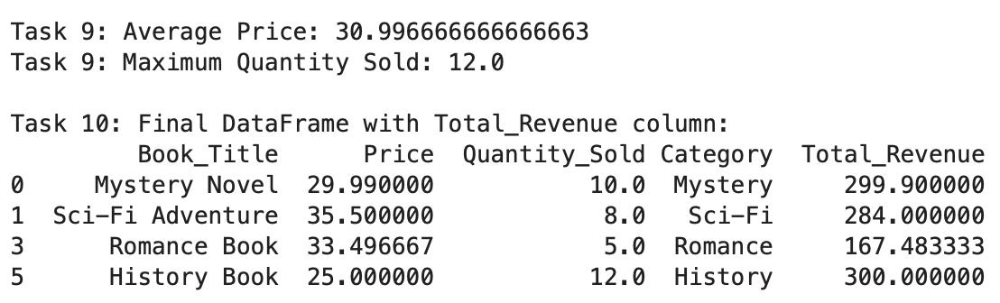 Task 9: Average Price: 30.996666666666663
Task 9: Maximum Quantity Sold: 12.0

Task 10: Final DataFrame with Total_Revenue column:
         Book_Title      Price  Quantity_Sold Category  Total_Revenue
0     Mystery Novel  29.990000           10.0  Mystery     299.900000
1  Sci-Fi Adventure  35.500000            8.0   Sci-Fi     284.000000
3      Romance Book  33.496667            5.0  Romance     167.483333
5      History Book  25.000000           12.0  History     300.000000